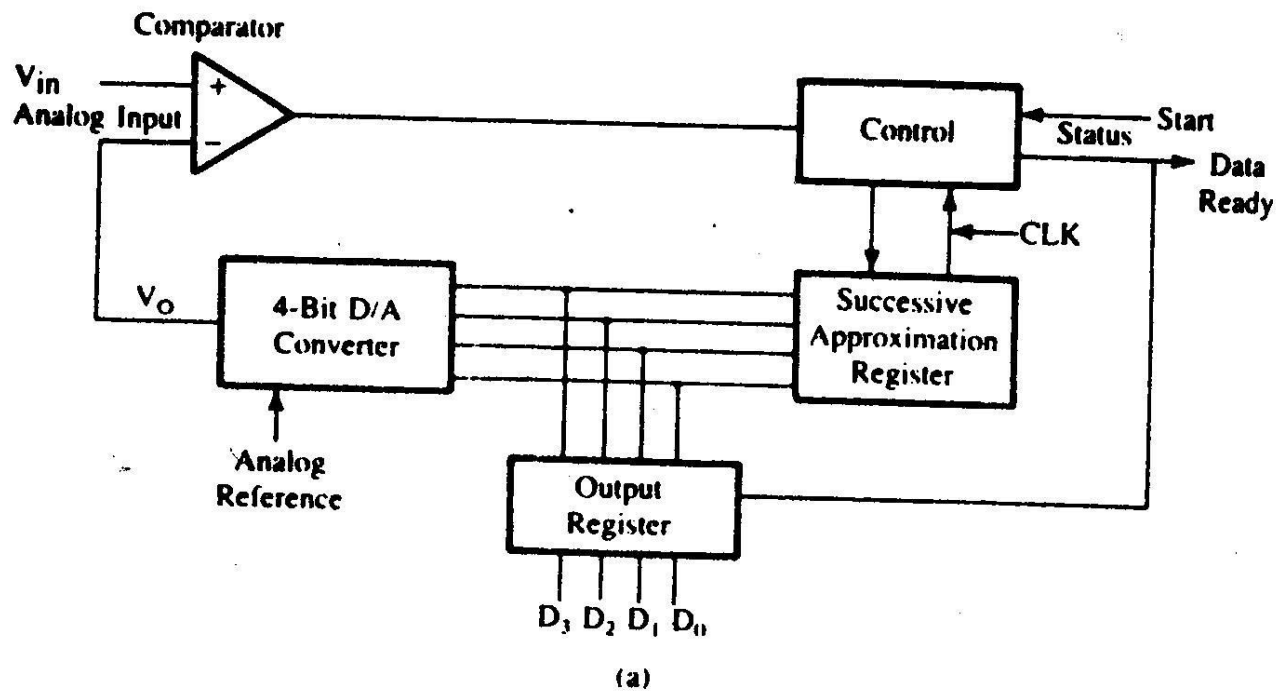 Comparator
Vin
Analog Input
+
−
Control
Start
Status
Data
Ready
CLK
VO
4-Bit D/A
Converter
Successive
Approximation
Register
Analog
Reference
Output
Register
D3 D2 D1 D0
(a)